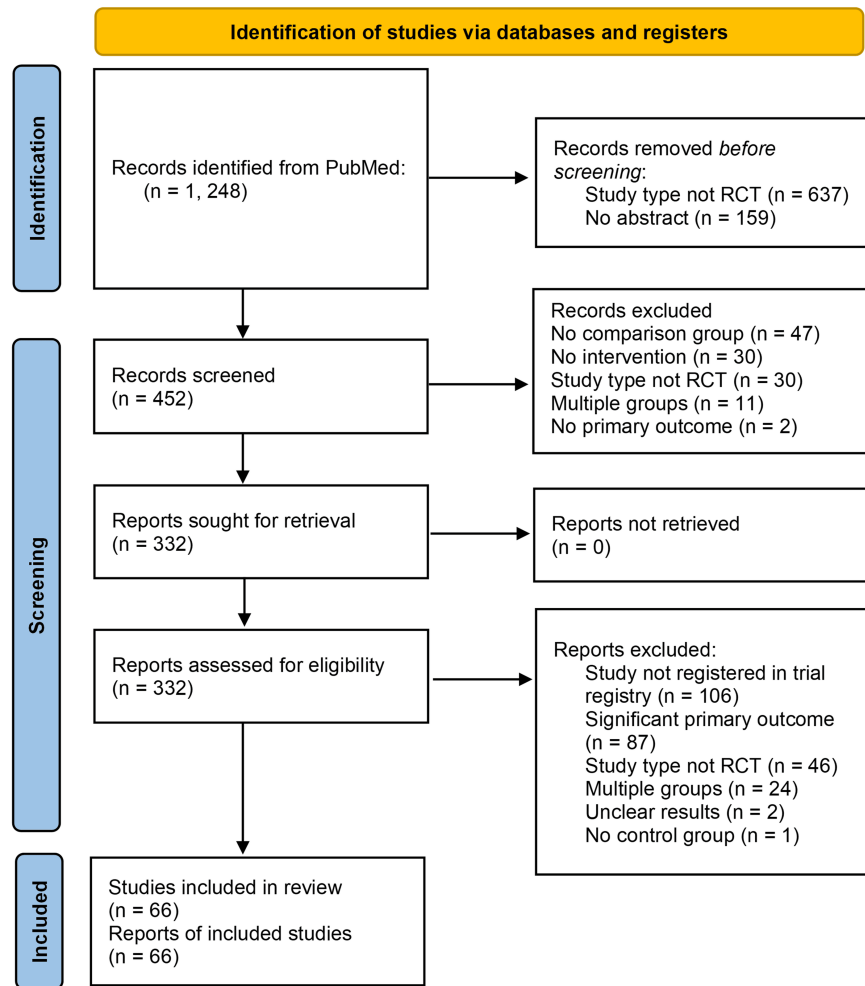 Identification of studies via databases and registers
Identification
Records identified from PubMed:
(n = 1, 248)
Records removed before
screening:
Study type not RCT (n = 637)
No abstract (n = 159)
Screening
Records screened
(n = 452)
Records excluded
No comparison group (n = 47)
No intervention (n = 30)
Study type not RCT (n = 30)
Multiple groups (n = 11)
No primary outcome (n = 2)
Reports sought for retrieval
(n = 332)
Reports not retrieved
(n = 0)
Reports assessed for eligibility
(n = 332)
Reports excluded:
Study not registered in trial
registry (n = 106)
Significant primary outcome
(n = 87)
Study type not RCT (n = 46)
Multiple groups (n = 24)
Unclear results (n = 2)
No control group (n = 1)
Included
Studies included in review
(n = 66)
Reports of included studies
(n = 66)